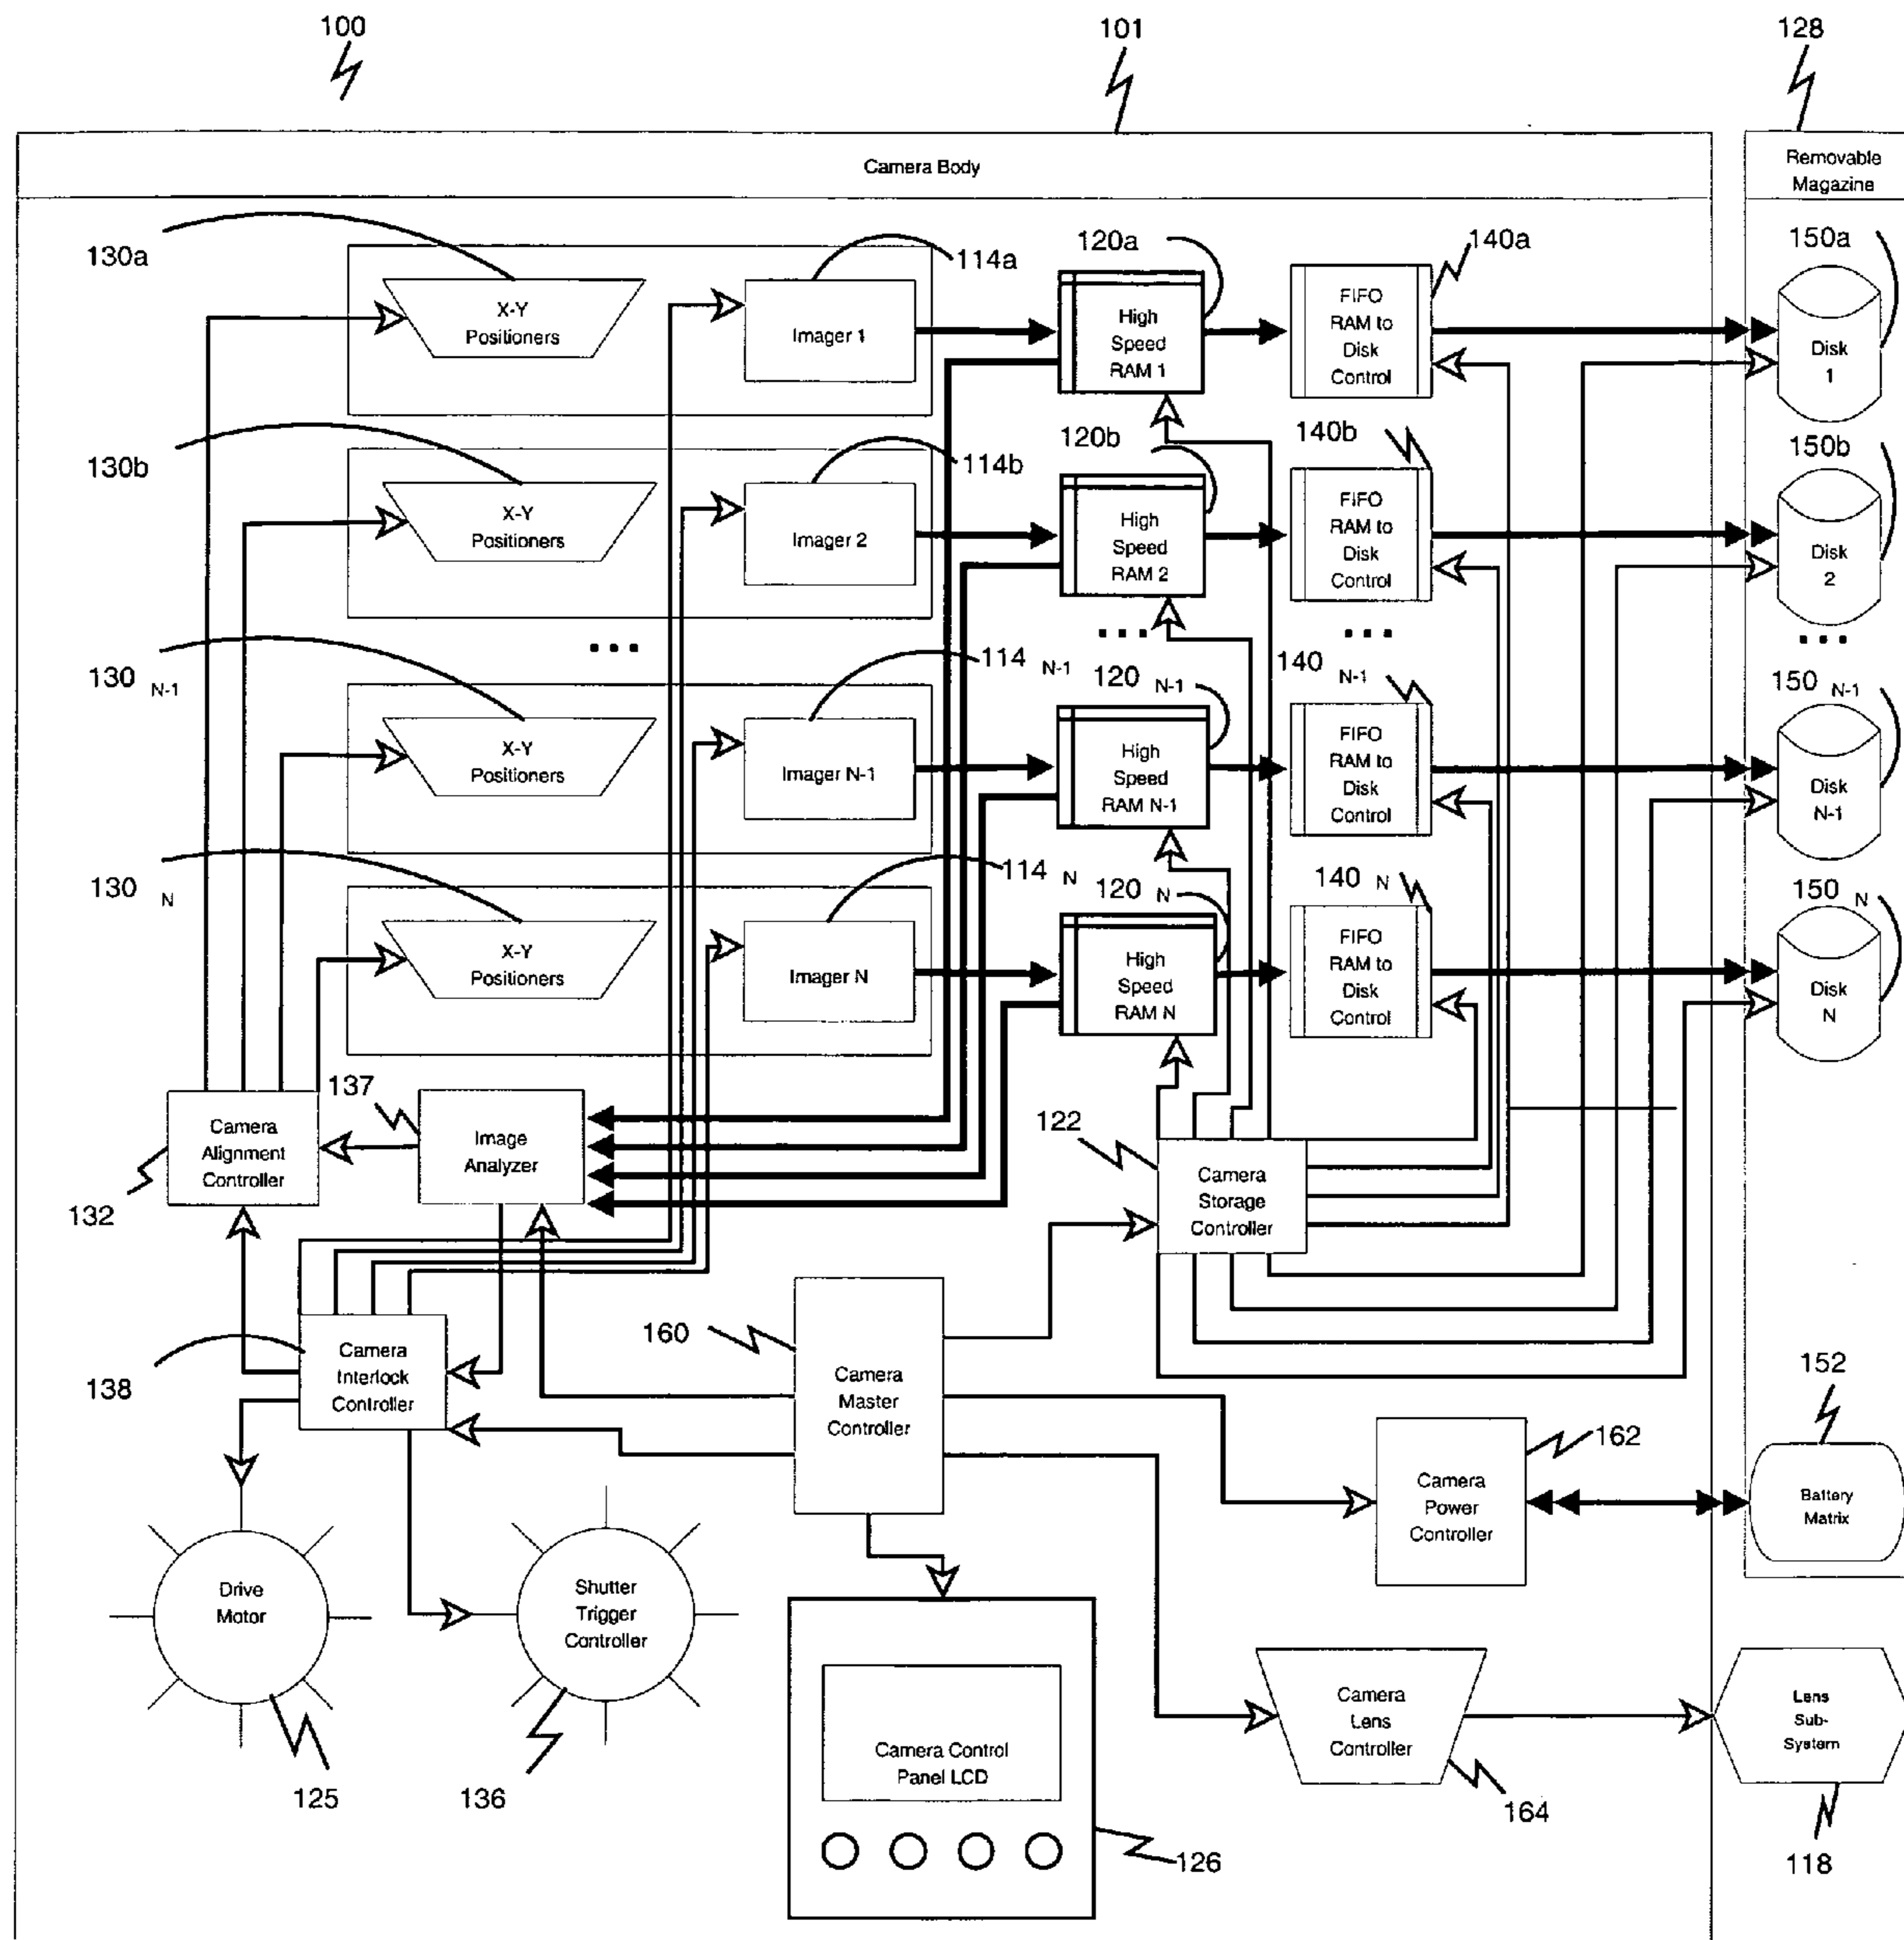 100
101
128
Camera Body
Removable
Magazine
130a
X-Y
Positioners
Imager 1
114a
120a
High
Speed
RAM 1
140a
FIFO
RAM to
Disk
Control
150a
Disk
1
130b
X-Y
Positioners
Imager 2
114b
120b
High
Speed
RAM 2
140b
FIFO
RAM to
Disk
Control
150b
Disk
2
...
...
...
...
130 N-1
X-Y
Positioners
Imager N-1
114 N-1
120 N-1
High
Speed
RAM N-1
140 N-1
FIFO
RAM to
Disk
Control
150 N-1
Disk
N-1
130 N
X-Y
Positioners
Imager N
114 N
120 N
High
Speed
RAM N
140 N
FIFO
RAM to
Disk
Control
150 N
Disk
N
132
Camera
Alignment
Controller
137
Image
Analyzer
122
Camera
Storage
Controller
138
Camera
Interlock
Controller
160
Camera
Master
Controller
162
Camera
Power
Controller
152
Battery
Matrix
Drive
Motor
125
Shutter
Trigger
Controller
136
Camera Control
Panel LCD
126
Camera
Lens
Controller
164
Lens
Sub-
System
118